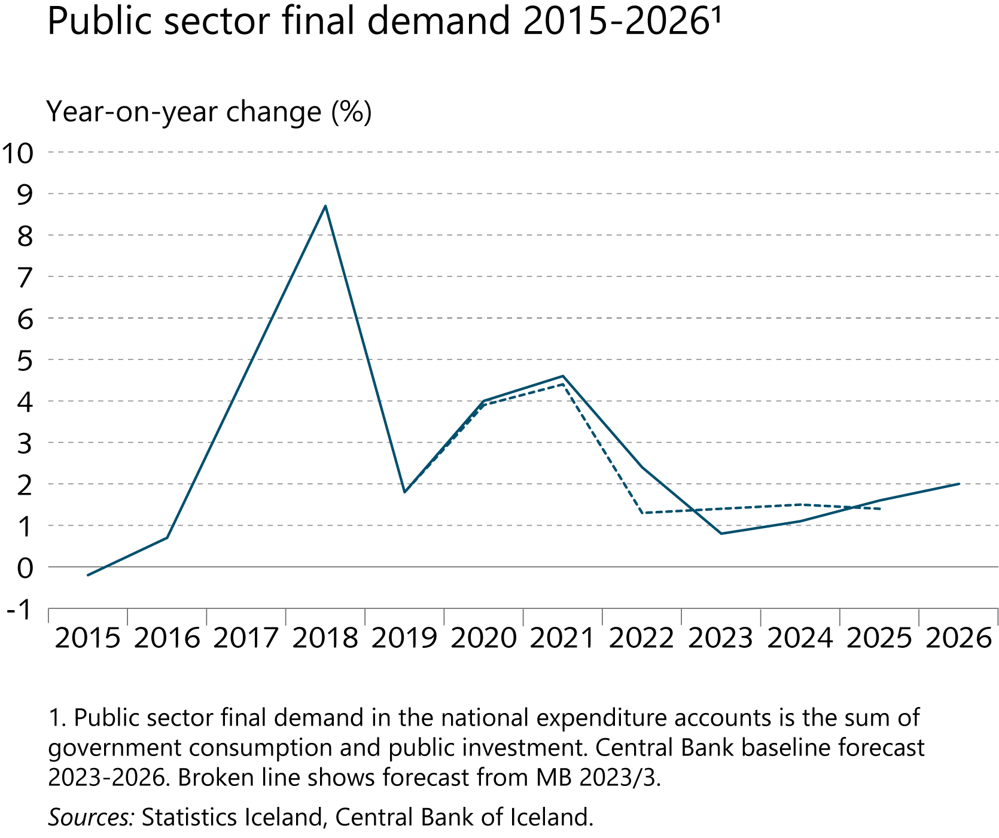 Public sector final demand 2015-2026¹
Year-on-year change (%)
10
9
8
7
6
5
4
3
2
1
0
-1
2015 2016 2017 2018 2019 2020 2021 2022 2023 2024 2025 2026
1. Public sector final demand in the national expenditure accounts is the sum of
government consumption and public investment. Central Bank baseline forecast
2023-2026. Broken line shows forecast from MB 2023/3.
Sources: Statistics Iceland, Central Bank of Iceland.